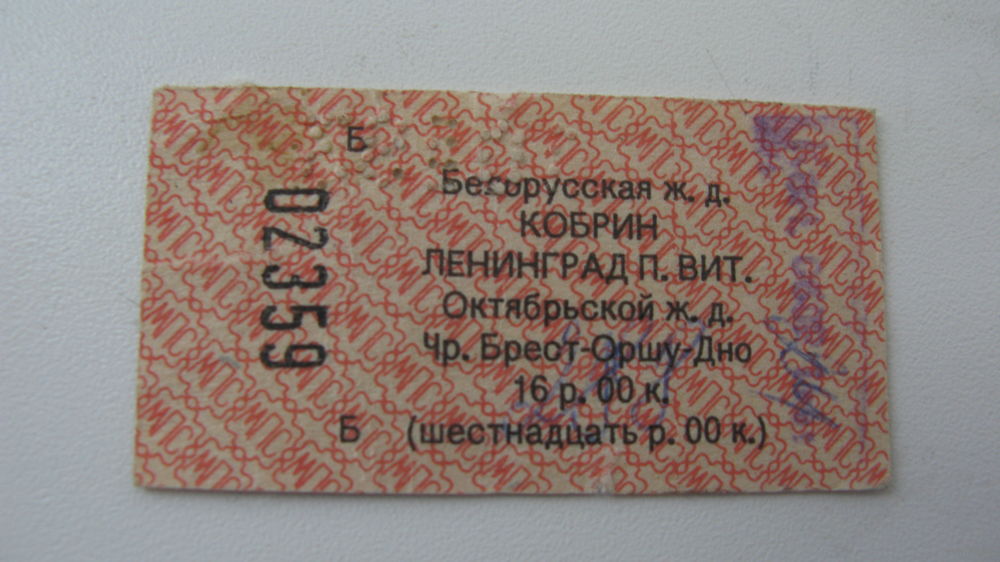 Б
02359
Белорусская ж. д.
КОБРИН
ЛЕНИНГРАД П. ВИТ.
Октябрьской ж. д.
Чр. Брест-Оршу-Дно
16 р. 00 к.
Б (шестнадцать р. 00 к.)